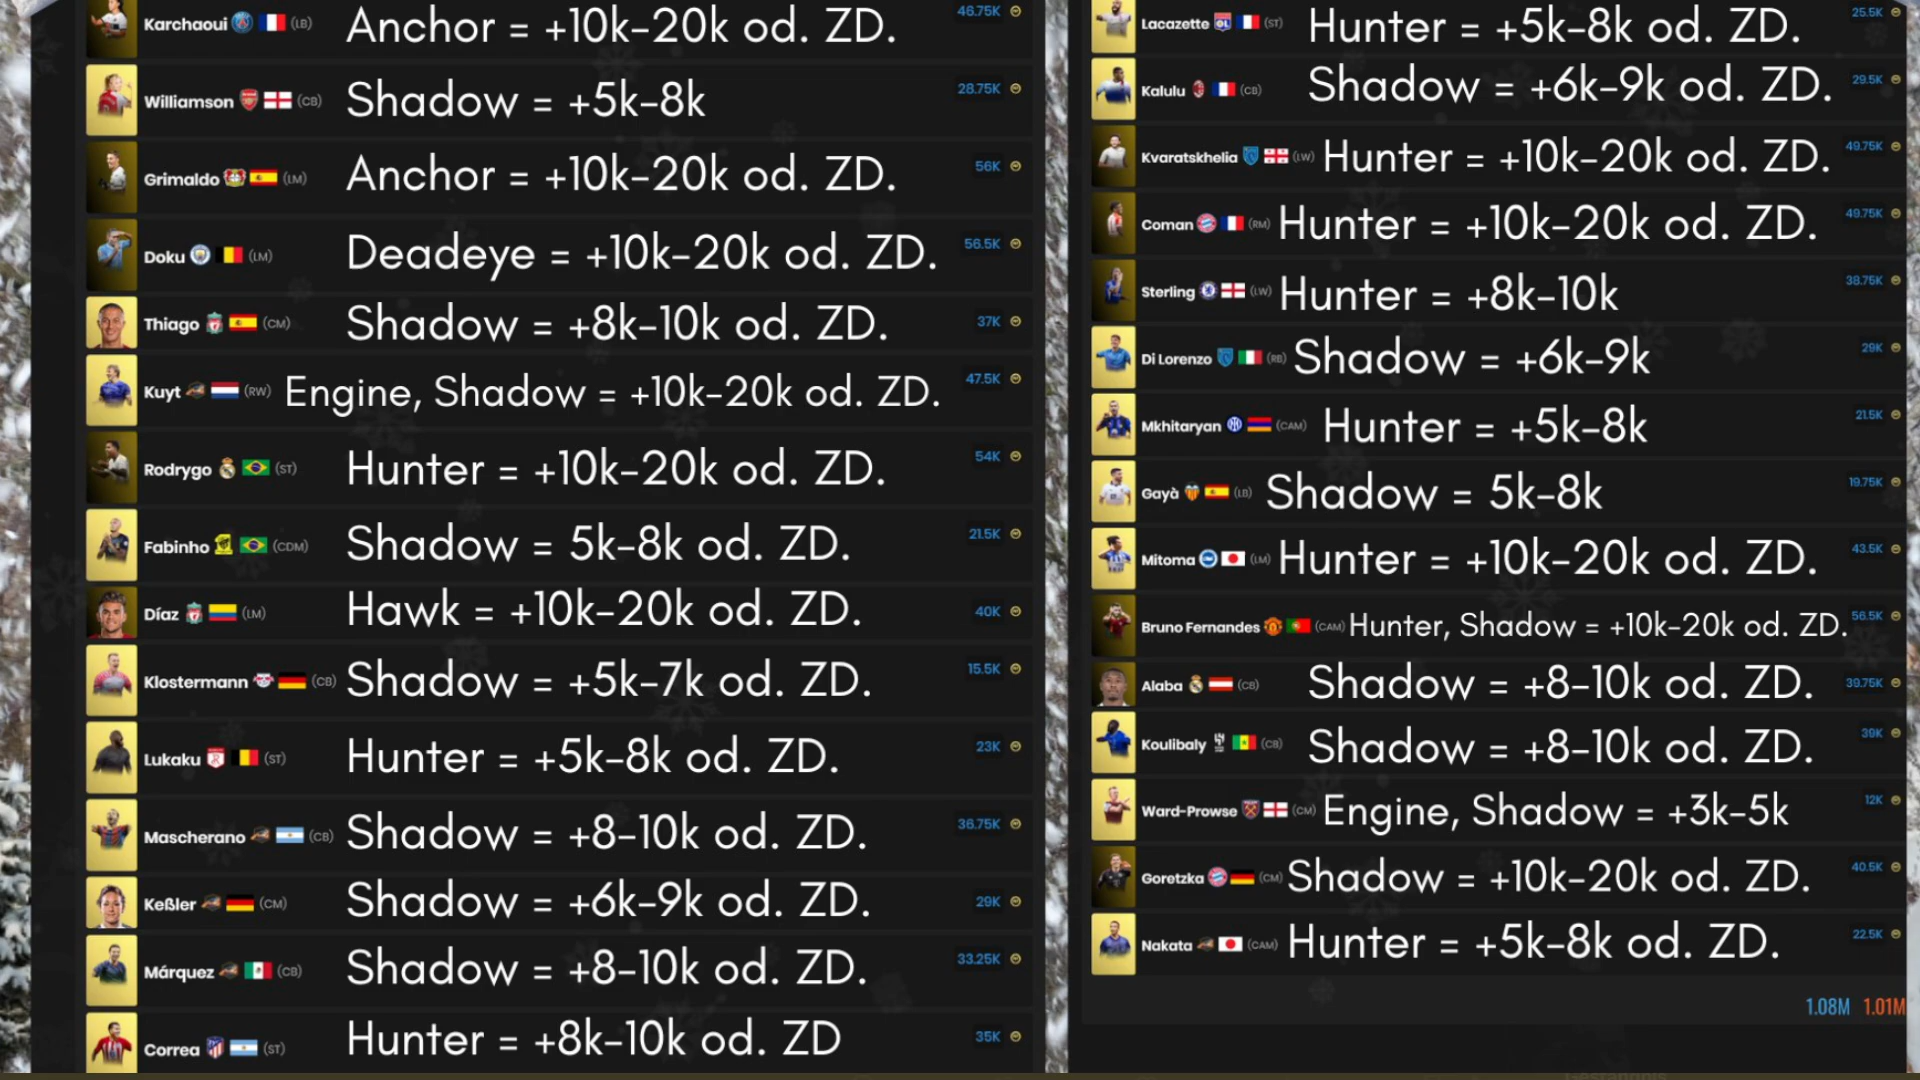 Karchaoui (LB) Anchor = +10k-20k od. ZD. 46.75K
Williamson (CB) Shadow = +5k-8k 28.75K
Grimaldo (LM) Anchor = +10k-20k od. ZD. 56K
Doku (LM) Deadeye = +10k-20k od. ZD. 56.5K
Thiago (CM) Shadow = +8k-10k od. ZD. 37K
Kuyt (RW) Engine, Shadow = +10k-20k od. ZD. 47.5K
Rodrygo (ST) Hunter = +10k-20k od. ZD. 54K
Fabinho (CDM) Shadow = 5k-8k od. ZD. 21.5K
Díaz (LM) Hawk = +10k-20k od. ZD. 40K
Klostermann (CB) Shadow = +5k-7k od. ZD. 15.5K
Lukaku (ST) Hunter = +5k-8k od. ZD. 23K
Mascherano (CB) Shadow = +8-10k od. ZD. 36.75K
Keßler (CM) Shadow = +6k-9k od. ZD. 29K
Márquez (CB) Shadow = +8-10k od. ZD. 33.25K
Correa (ST) Hunter = +8k-10k od. ZD 35K
Lacazette (ST) Hunter = +5k-8k od. ZD. 25.5K
Kalulu (CB) Shadow = +6k-9k od. ZD. 29.5K
Kvaratskhelia (LW) Hunter = +10k-20k od. ZD. 49.75K
Coman (RM) Hunter = +10k-20k od. ZD. 49.75K
Sterling (LW) Hunter = +8k-10k 38.75K
Di Lorenzo (RB) Shadow = +6k-9k 29K
Mkhitaryan (CAM) Hunter = +5k-8k 21.5K
Gayà (LB) Shadow = 5k-8k 19.75K
Mitoma (LM) Hunter = +10k-20k od. ZD. 43.5K
Bruno Fernandes (CAM) Hunter, Shadow = +10k-20k od. ZD. 56.5K
Alaba (CB) Shadow = +8-10k od. ZD. 39.75K
Koulibaly (CB) Shadow = +8-10k od. ZD. 39K
Ward-Prowse (CM) Engine, Shadow = +3k-5k 12K
Goretzka (CM) Shadow = +10k-20k od. ZD. 40.5K
Nakata (CAM) Hunter = +5k-8k od. ZD. 22.5K
1.08M 1.01M